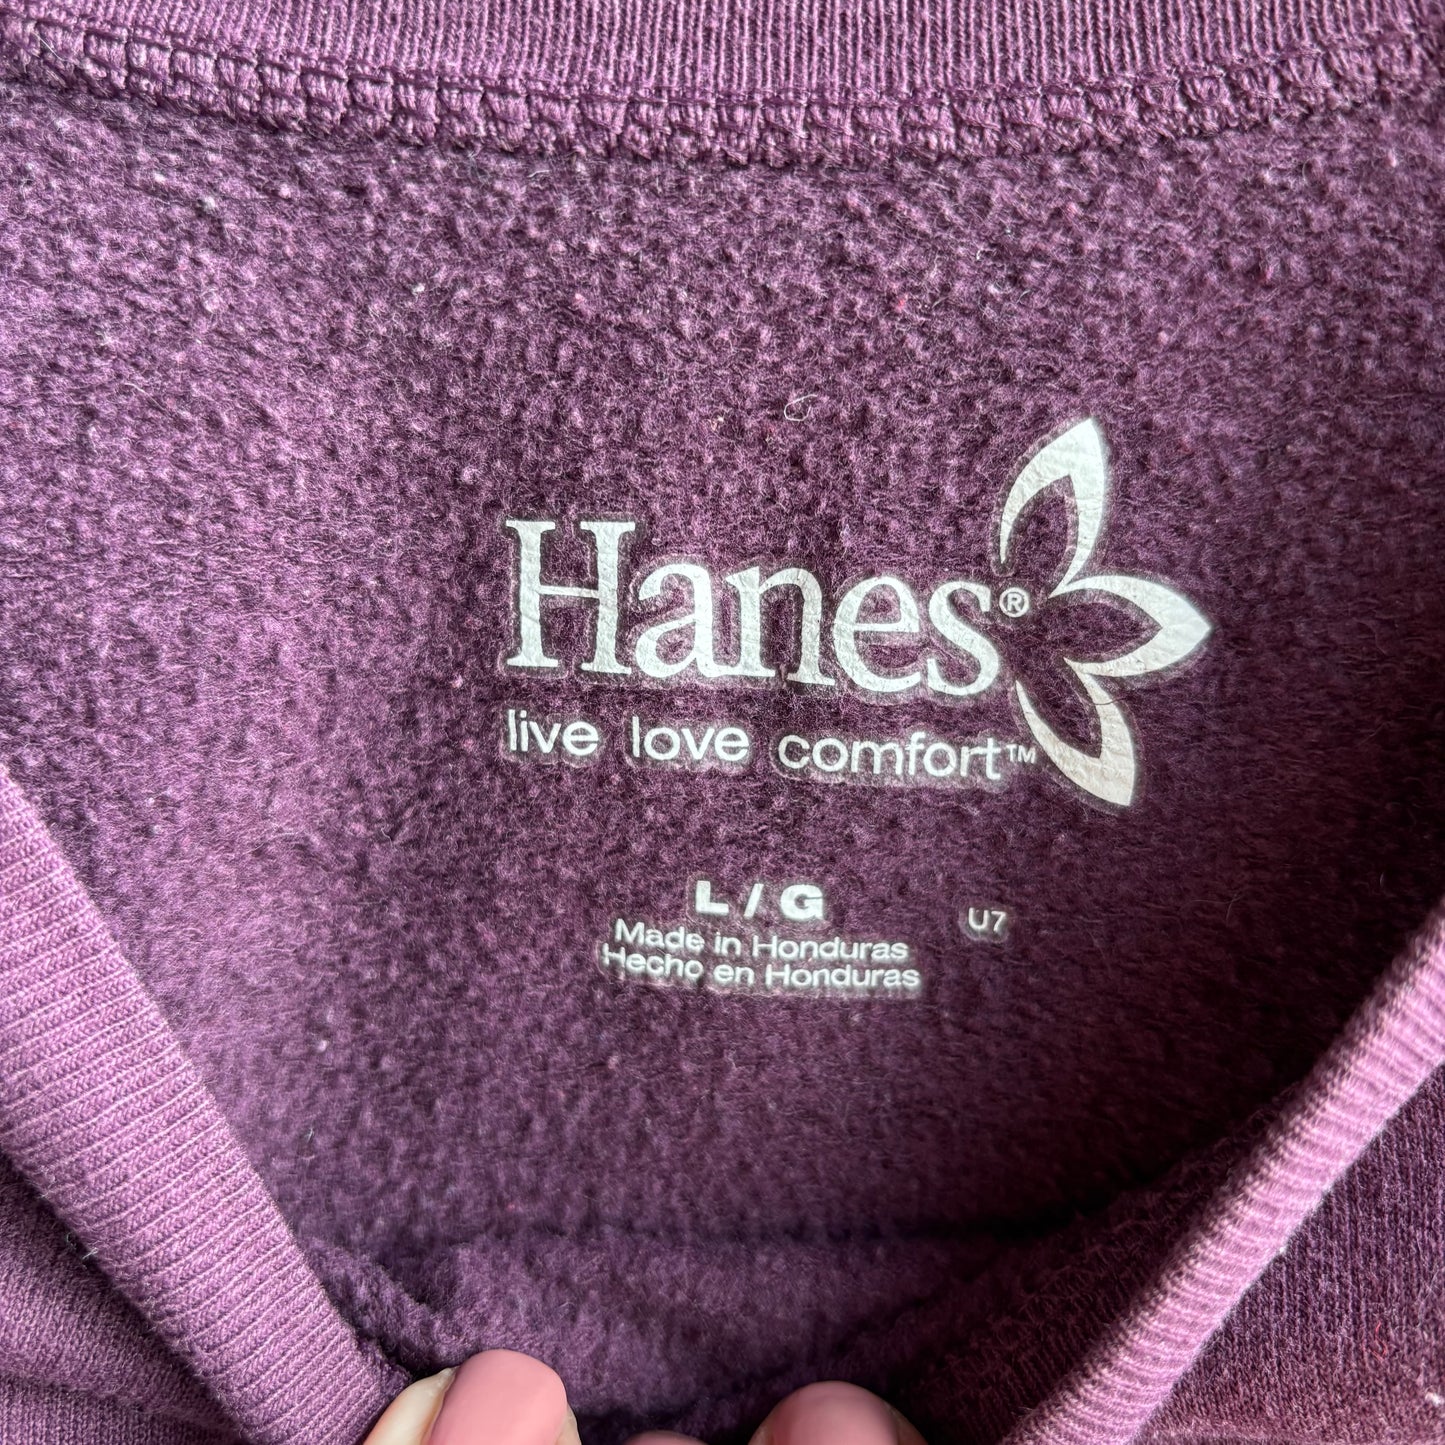 Hanes®
live love comfort™
L / G
U7
Made in Honduras
Hecho en Honduras